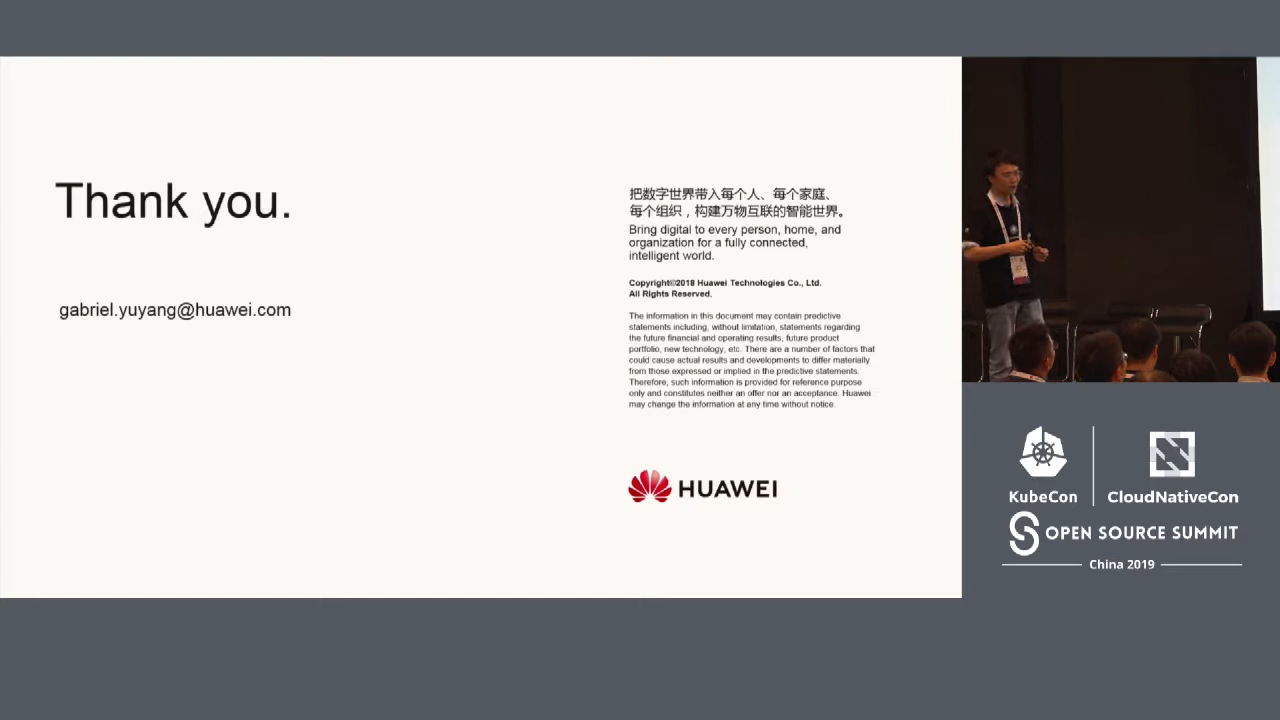 Thank you.
gabriel.yuyang@huawei.com
把数字世界带入每个人、每个家庭、
每个组织，构建万物互联的智能世界。
Bring digital to every person, home, and
organization for a fully connected,
intelligent world.
Copyright©2018 Huawei Technologies Co., Ltd.
All Rights Reserved.
The information in this document may contain predictive
statements including, without limitation, statements regarding
the future financial and operating results, future product
portfolio, new technology, etc. There are a number of factors that
could cause actual results and developments to differ materially
from those expressed or implied in the predictive statements.
Therefore, such information is provided for reference purpose
only and constitutes neither an offer nor an acceptance. Huawei
may change the information at any time without notice.
HUAWEI
KubeCon
CloudNativeCon
OPEN SOURCE SUMMIT
China 2019